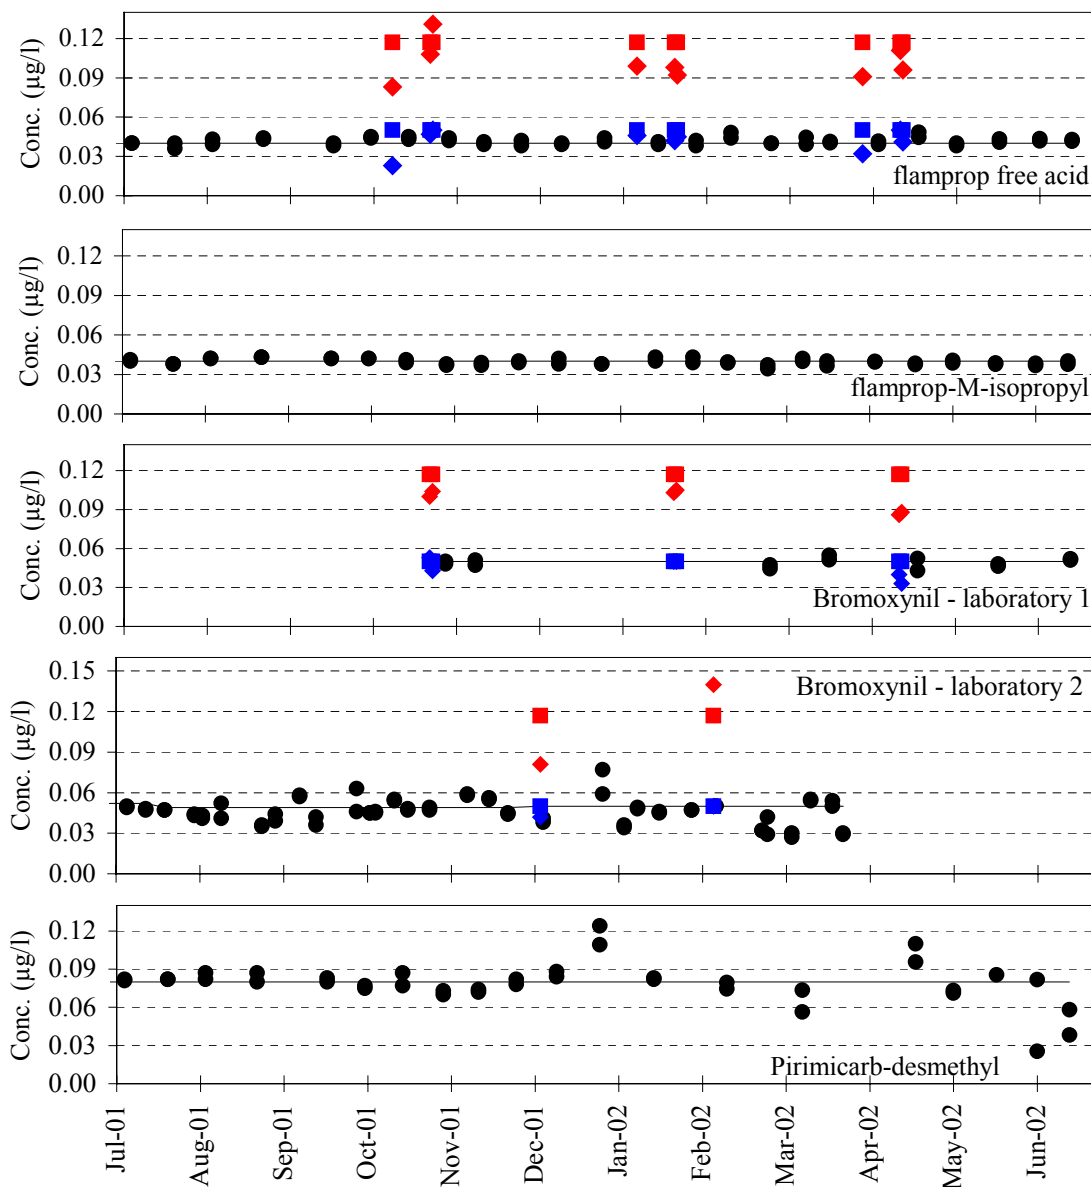 Conc. (µg/l)
0.12
0.09
0.06
0.03
0.00
flamprop free acid
Conc. (µg/l)
0.12
0.09
0.06
0.03
0.00
flamprop-M-isopropyl
Conc. (µg/l)
0.12
0.09
0.06
0.03
0.00
Bromoxynil - laboratory 1
Conc. (µg/l)
0.15
0.12
0.09
0.06
0.03
0.00
Bromoxynil - laboratory 2
Conc. (µg/l)
0.12
0.09
0.06
0.03
0.00
Pirimicarb-desmethyl
Jul-01
Aug-01
Sep-01
Oct-01
Nov-01
Dec-01
Jan-02
Feb-02
Mar-02
Apr-02
May-02
Jun-02